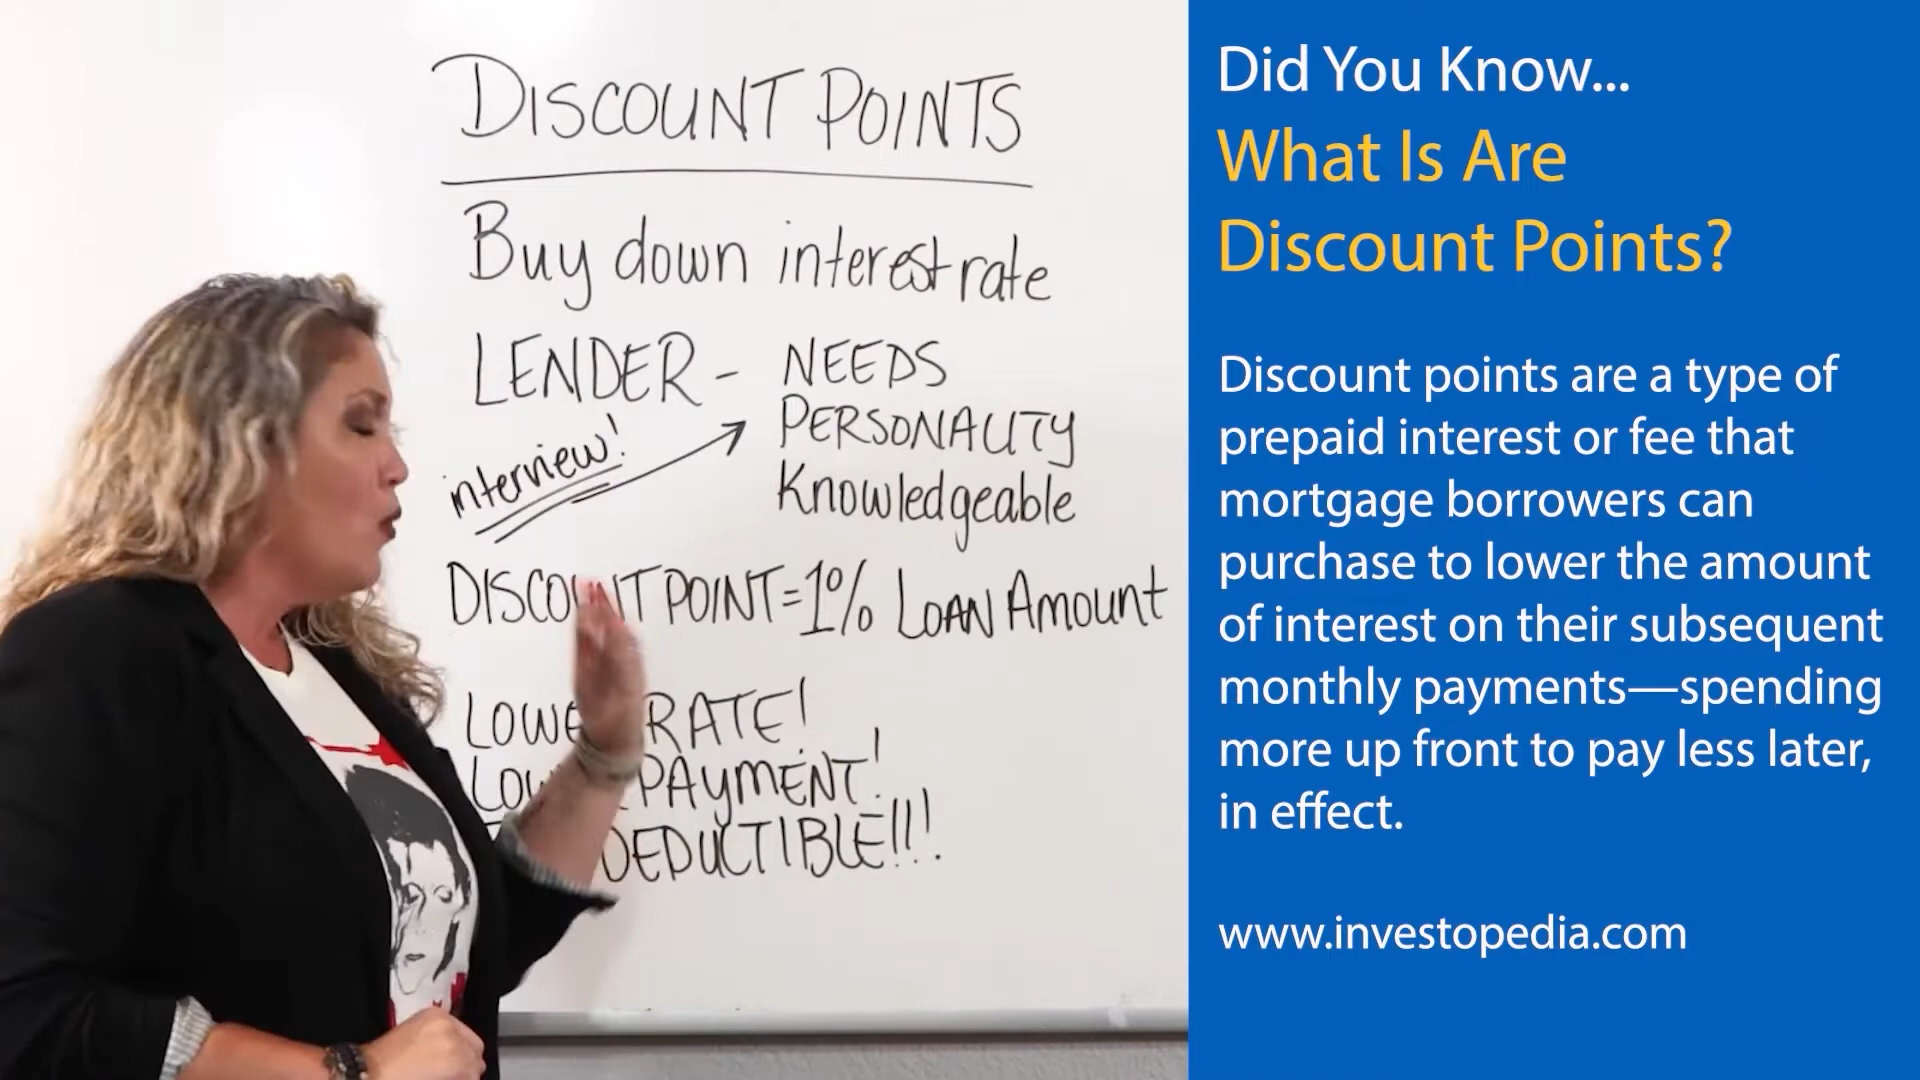 DISCOUNT POINTS
Buy down interest rate
LENDER - NEEDS
PERSONALITY
interview!
Knowledgeable
DISCOUNT POINT = 1% LOAN Amount
RATE!
PAYMENT!
DEDUCTIBLE!!!
Did You Know...
What Is Are
Discount Points?
Discount points are a type of
prepaid interest or fee that
mortgage borrowers can
purchase to lower the amount
of interest on their subsequent
monthly payments—spending
more up front to pay less later,
in effect.
www.investopedia.com